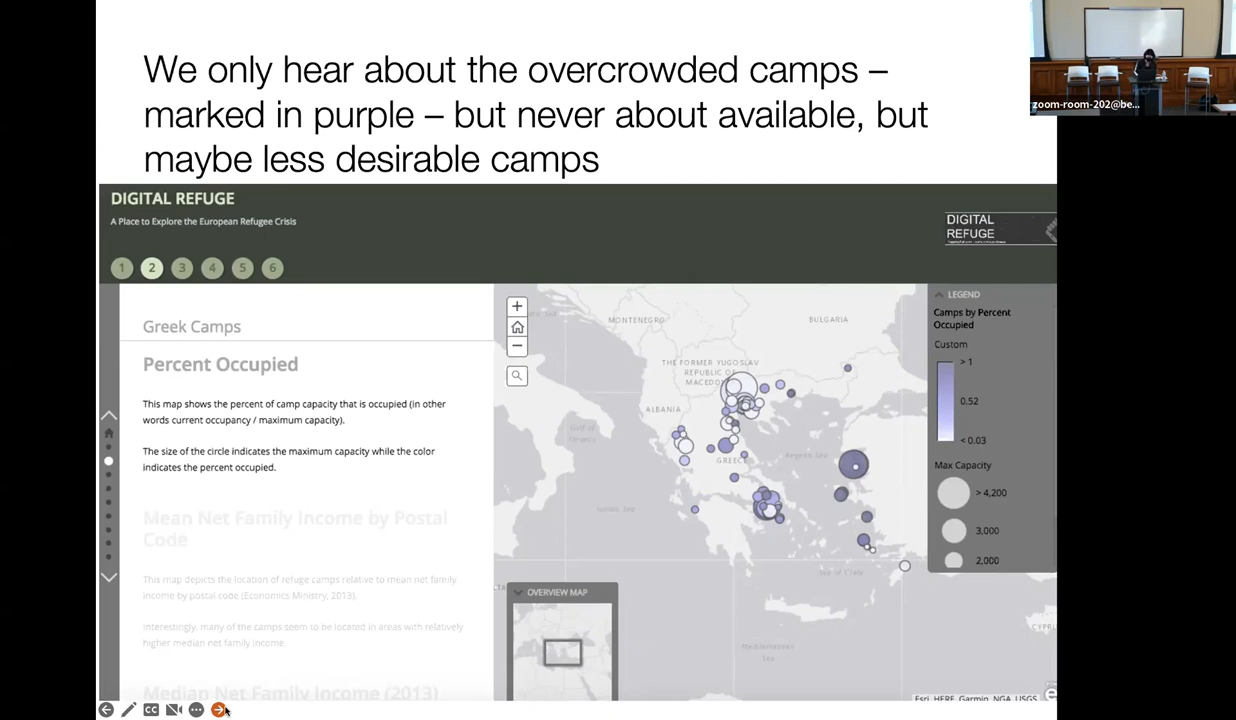 We only hear about the overcrowded camps –
marked in purple – but never about available, but
maybe less desirable camps
zoom-room-202@be...
DIGITAL REFUGE
A Place to Explore the European Refugee Crisis
DIGITAL
REFUGE
1 2 3 4 5 6
Greek Camps
Percent Occupied
This map shows the percent of camp capacity that is occupied (in other
words current occupancy / maximum capacity).
The size of the circle indicates the maximum capacity while the color
indicates the percent occupied.
Mean Net Family Income by Postal
Code
This map depicts the location of refuge camps relative to mean net family
income by postal code (Economics Ministry, 2013).
Interestingly, many of the camps seem to be located in areas with relatively
higher median net family income.
Median Net Family Income (2013)
+
−
MONTENEGRO
BULGARIA
THE FORMER YUGOSLAV
REPUBLIC OF
MACEDO
ALBANIA
GREECE
Aegean Sea
Ionian Sea
Sea of Crete
Mediterranean
Sea
CYPR
OVERVIEW MAP
LEGEND
Camps by Percent
Occupied
Custom
> 1
0.52
< 0.03
Max Capacity
> 4,200
3,000
2,000
Esri, HERE, Garmin, NGA, USGS
CC